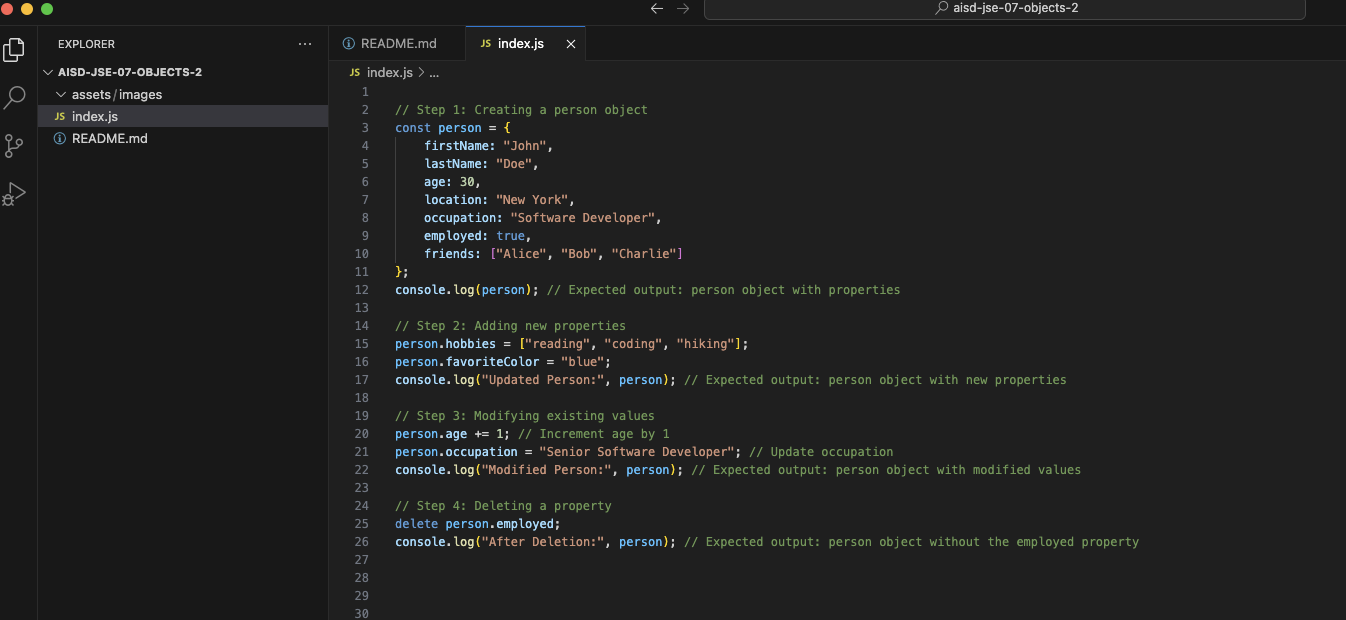 aisd-jse-07-objects-2
EXPLORER
AISD-JSE-07-OBJECTS-2
assets/images
JS index.js
README.md
README.md
JS index.js
JS index.js > ...
1
2 // Step 1: Creating a person object
3 const person = {
4     firstName: "John",
5     lastName: "Doe",
6     age: 30,
7     location: "New York",
8     occupation: "Software Developer",
9     employed: true,
10     friends: ["Alice", "Bob", "Charlie"]
11 };
12 console.log(person); // Expected output: person object with properties
13
14 // Step 2: Adding new properties
15 person.hobbies = ["reading", "coding", "hiking"];
16 person.favoriteColor = "blue";
17 console.log("Updated Person:", person); // Expected output: person object with new properties
18
19 // Step 3: Modifying existing values
20 person.age += 1; // Increment age by 1
21 person.occupation = "Senior Software Developer"; // Update occupation
22 console.log("Modified Person:", person); // Expected output: person object with modified values
23
24 // Step 4: Deleting a property
25 delete person.employed;
26 console.log("After Deletion:", person); // Expected output: person object without the employed property
27
28
29
30